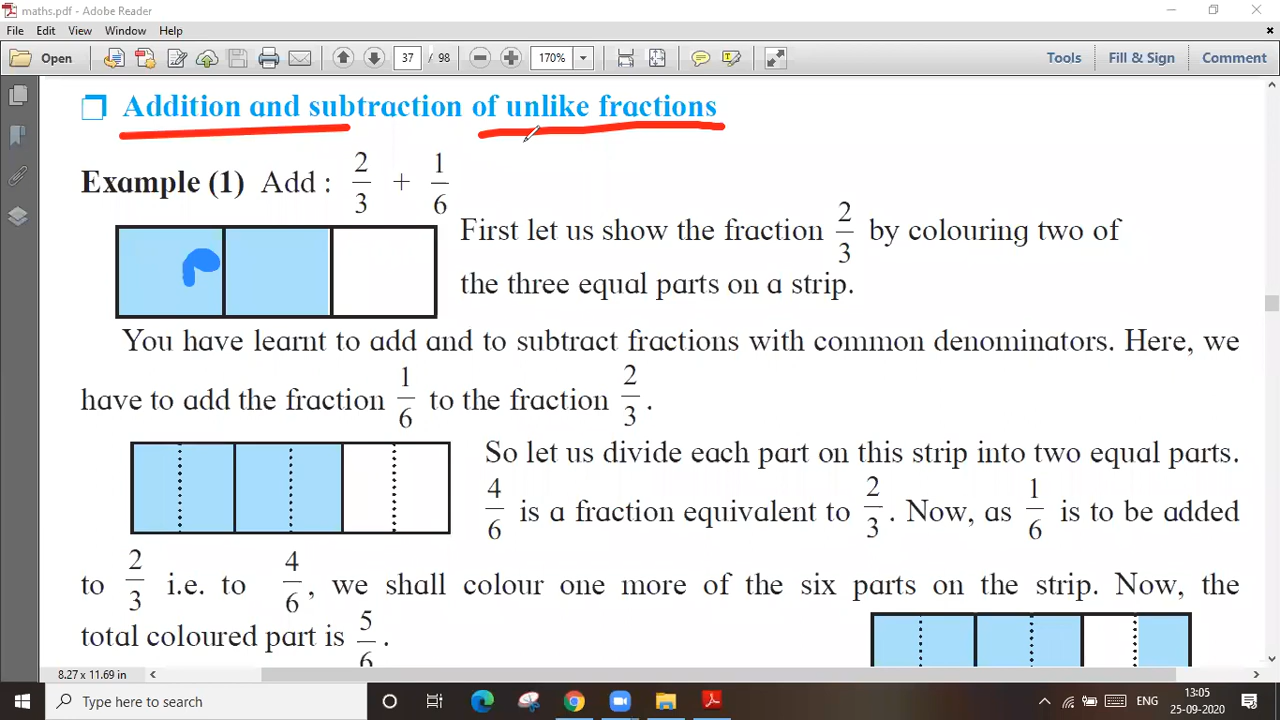 maths.pdf - Adobe Reader
File Edit View Window Help
Open 37 / 98 170% Tools Fill & Sign Comment
Addition and subtraction of unlike fractions
Example (1) Add : 2/3 + 1/6
First let us show the fraction 2/3 by colouring two of
the three equal parts on a strip.
You have learnt to add and to subtract fractions with common denominators. Here, we
have to add the fraction 1/6 to the fraction 2/3 .
So let us divide each part on this strip into two equal parts.
4/6 is a fraction equivalent to 2/3 . Now, as 1/6 is to be added
to 2/3 i.e. to 4/6 , we shall colour one more of the six parts on the strip. Now, the
total coloured part is 5/6 .
8.27 x 11.69 in
Type here to search
ENG
13:05
25-09-2020